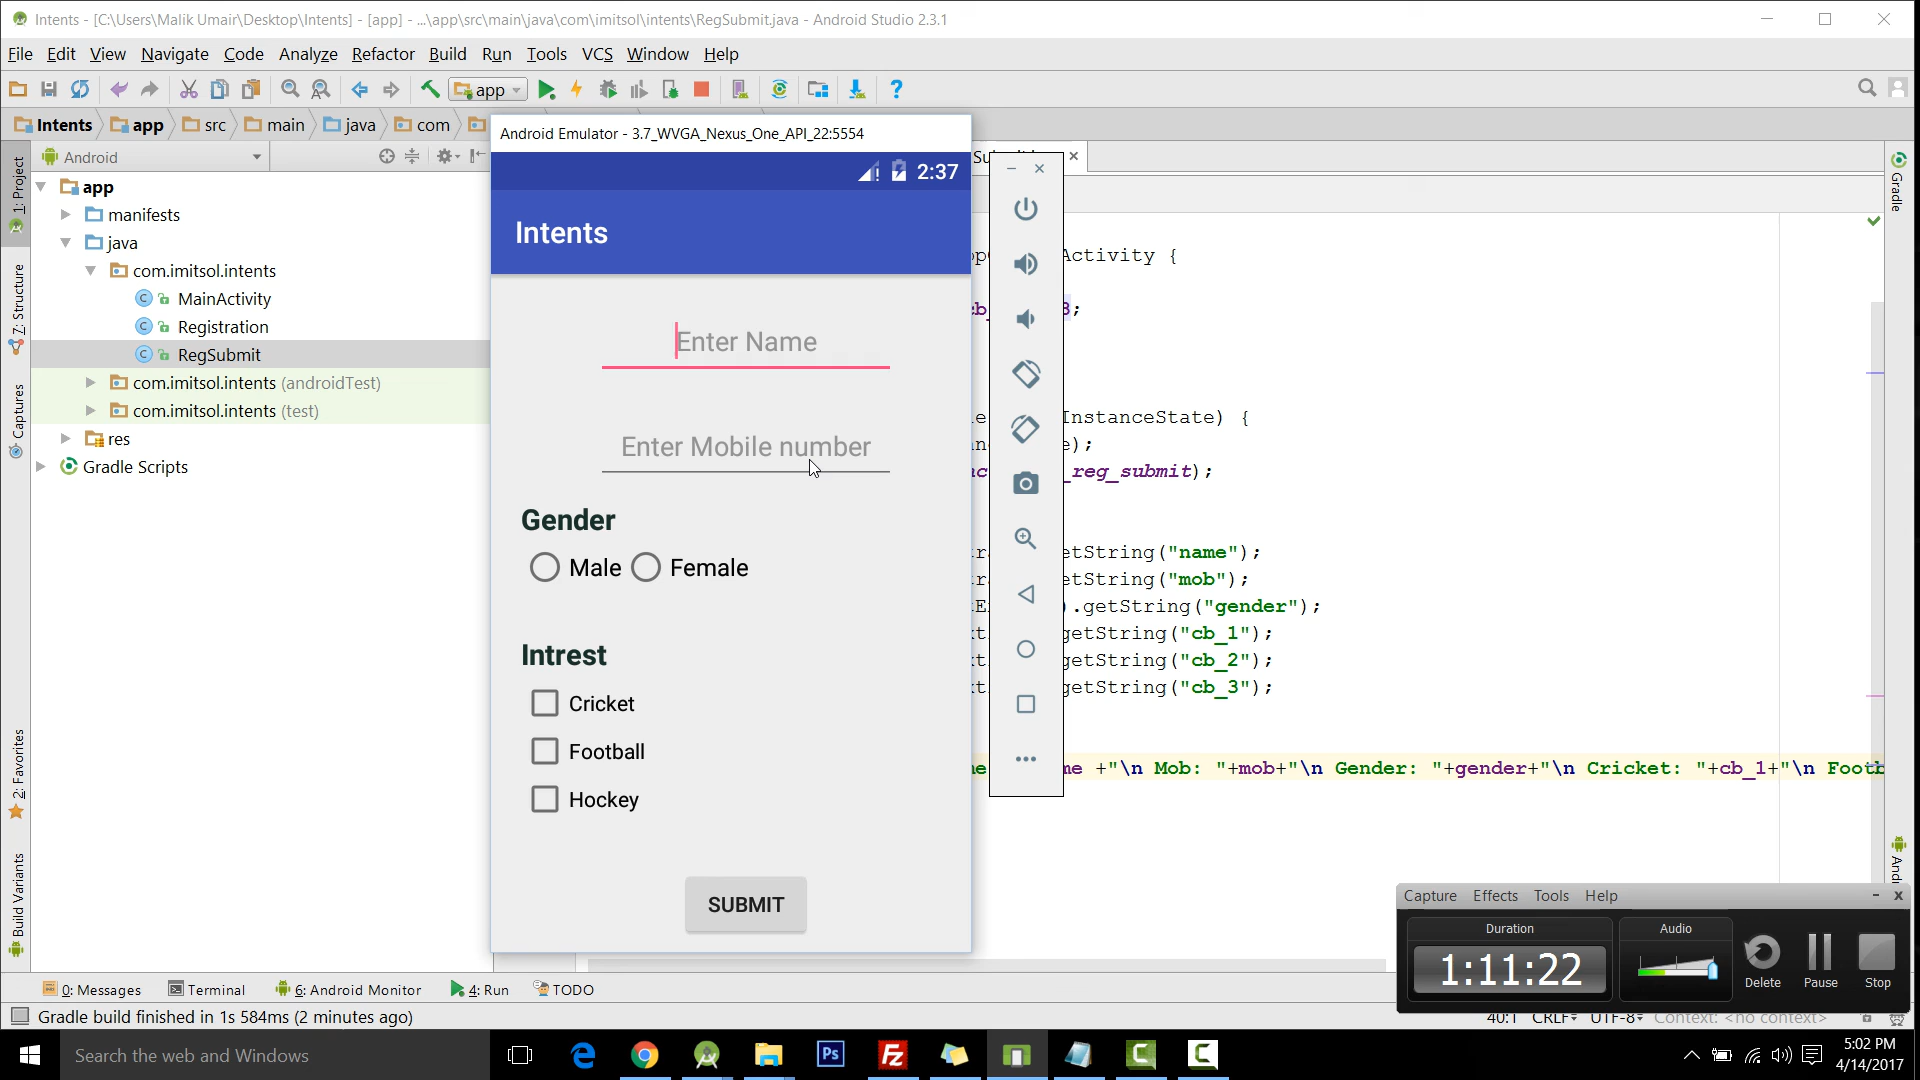 Intents - [C:\Users\Malik Umair\Desktop\Intents] - [app] - ...\app\src\main\java\com\imitsol\intents\RegSubmit.java - Android Studio 2.3.1
File Edit View Navigate Code Analyze Refactor Build Run Tools VCS Window Help
app
Intents app src main java com
Android Emulator - 3.7_WVGA_Nexus_One_API_22:5554
Android
1: Project
7: Structure
Captures
2: Favorites
Build Variants
app
manifests
java
com.imitsol.intents
MainActivity
Registration
RegSubmit
com.imitsol.intents (androidTest)
com.imitsol.intents (test)
res
Gradle Scripts
2:37
Intents
Enter Name
Enter Mobile number
Gender
Male Female
Intrest
Cricket
Football
Hockey
SUBMIT
Gradle
Activity {
;
InstanceState) {
e);
_reg_submit);
etString("name");
etString("mob");
).getString("gender");
getString("cb_1");
getString("cb_2");
getString("cb_3");
me +"\n Mob: "+mob+"\n Gender: "+gender+"\n Cricket: "+cb_1+"\n Footb
Capture Effects Tools Help
Duration
Audio
1:11:22
Delete Pause Stop
0: Messages Terminal 6: Android Monitor 4: Run TODO
Gradle build finished in 1s 584ms (2 minutes ago)
40:1 CRLF UTF-8 Context: <no context>
Search the web and Windows
Ps
5:02 PM
4/14/2017